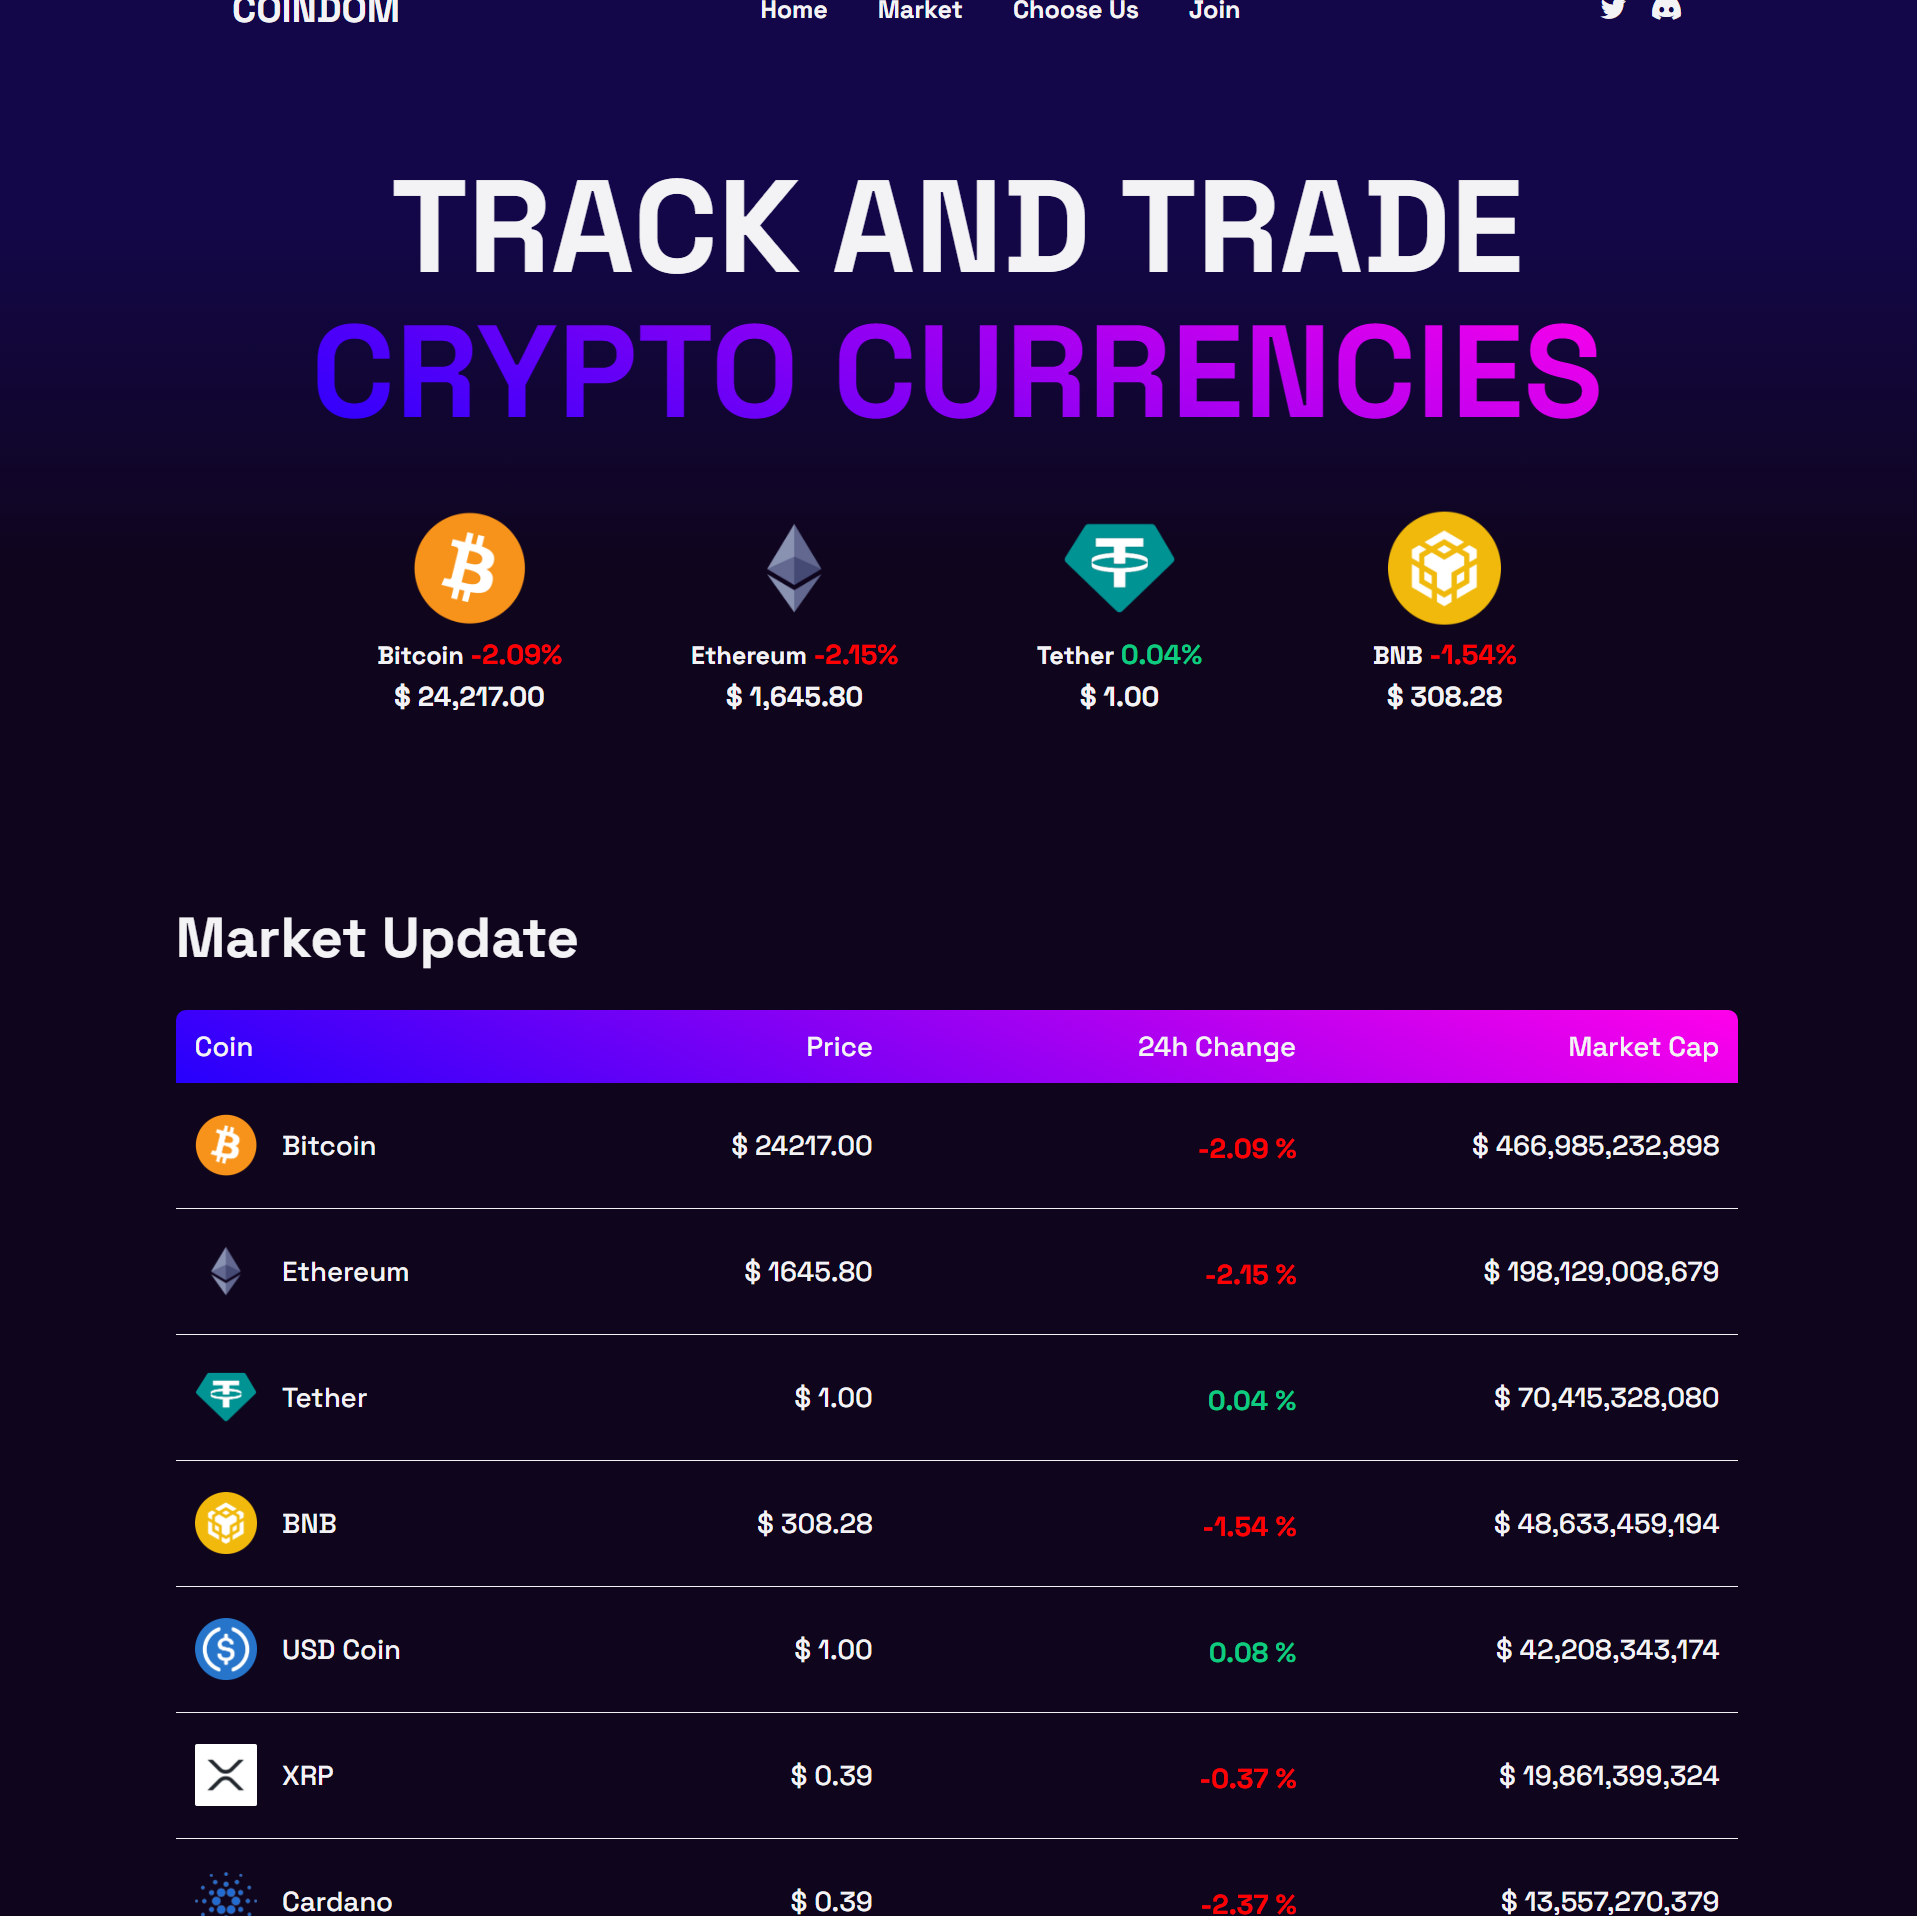 COINDOM Home Market Choose Us Join
TRACK AND TRADE
CRYPTO CURRENCIES
Bitcoin -2.09% Ethereum -2.15% Tether 0.04% BNB -1.54%
$ 24,217.00 $ 1,645.80 $ 1.00 $ 308.28
Market Update
Coin Price 24h Change Market Cap
Bitcoin $ 24217.00 -2.09 % $ 466,985,232,898
Ethereum $ 1645.80 -2.15 % $ 198,129,008,679
Tether $ 1.00 0.04 % $ 70,415,328,080
BNB $ 308.28 -1.54 % $ 48,633,459,194
USD Coin $ 1.00 0.08 % $ 42,208,343,174
XRP $ 0.39 -0.37 % $ 19,861,399,324
Cardano $ 0.39 -2.37 % $ 13,557,270,379